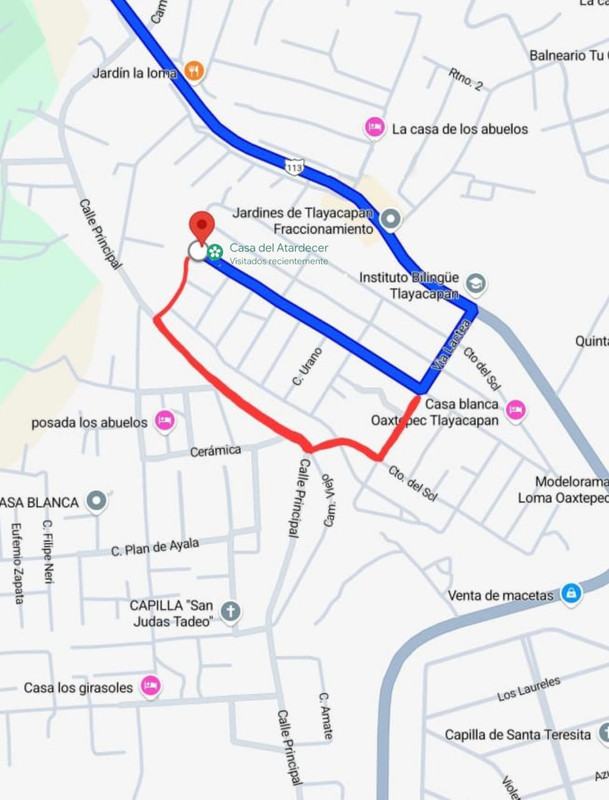 Cam
La ca
Jardín la loma
Rtno. 2
Balneario Tu
La casa de los abuelos
113
Calle Principal
Jardines de Tlayacapan
Fraccionamiento
Casa del Atardecer
Visitados recientemente
Instituto Bilingüe
Tlayacapan
Vía Láctea
Cto del Sol
Quinta
C. Urano
Casa blanca
Oaxtepec Tlayacapan
posada los abuelos
Cerámica
Calle Principal
Cam. Viejo
Cto. del Sol
Modelorama
Loma Oaxtepec
ASA BLANCA
C. Filipe Neri
Eufemio Zapata
C. Plan de Ayala
Venta de macetas
CAPILLA "San
Judas Tadeo"
Casa los girasoles
Los Laureles
C. Amate
Calle Principal
Capilla de Santa Teresita
Violet
Azu